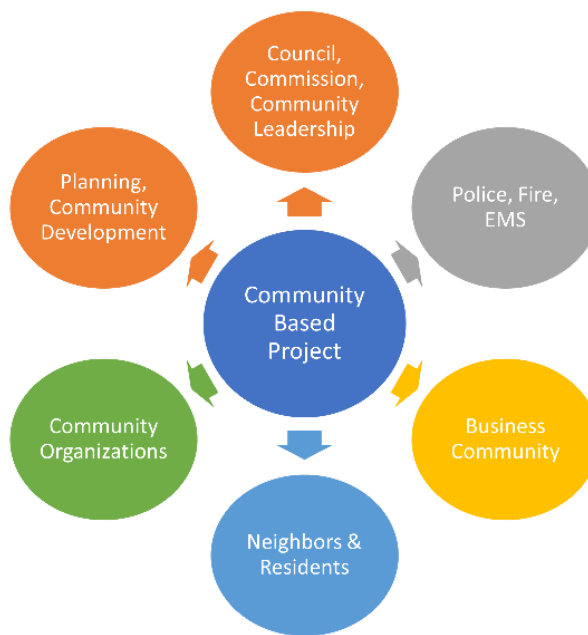 Council,
Commission,
Community
Leadership
Planning,
Community
Development
Police, Fire,
EMS
Community
Based
Project
Community
Organizations
Business
Community
Neighbors &
Residents